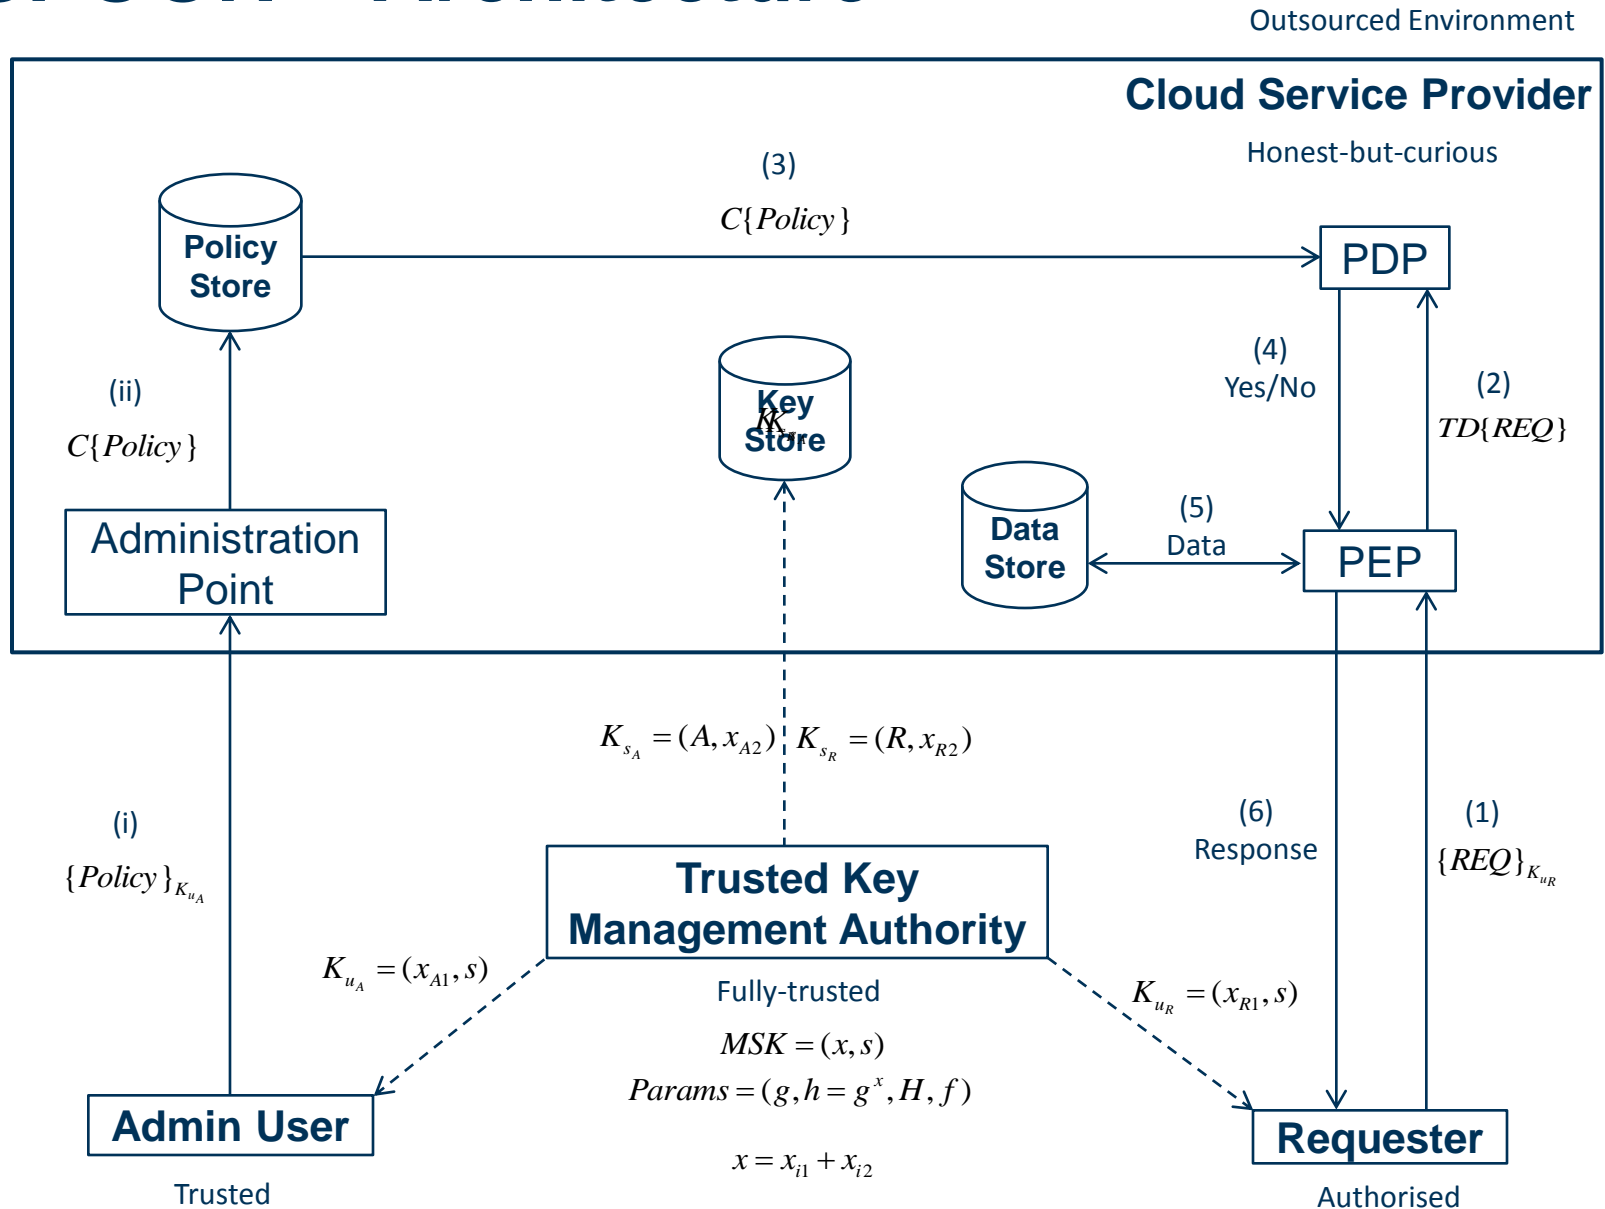 Architecture
Outsourced Environment
Cloud Service Provider
Honest-but-curious
(3)
C{Policy}
Policy
Store
PDP
(4)
Yes/No
(2)
TD{REQ}
(ii)
C{Policy}
Key
Store
Administration
Point
Data
Store
(5)
Data
PEP
K_{s_A} = (A, x_{A2})
K_{s_R} = (R, x_{R2})
(i)
{Policy}_{K_{u_A}}
(6)
Response
(1)
{REQ}_{K_{u_R}}
Trusted Key
Management Authority
K_{u_A} = (x_{A1}, s)
Fully-trusted
K_{u_R} = (x_{R1}, s)
MSK = (x, s)
Params = (g, h = g^x, H, f)
Admin User
Requester
x = x_{i1} + x_{i2}
Trusted
Authorised